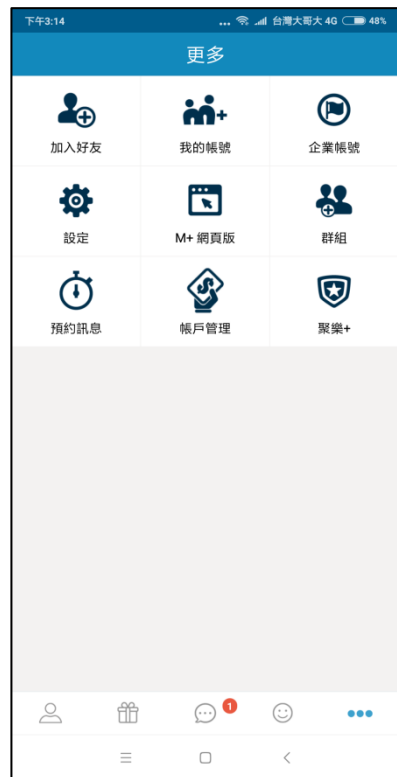 下午3:14 ... 台灣大哥大 4G 48%
更多
加入好友 我的帳號 企業帳號
設定 M+ 網頁版 群組
預約訊息 帳戶管理 聚樂+
1